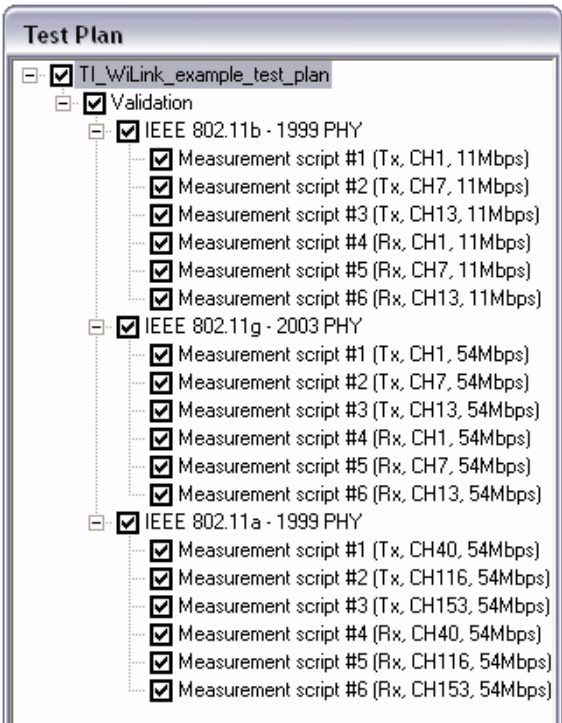 Test Plan
TI_WiLink_example_test_plan
Validation
IEEE 802.11b - 1999 PHY
Measurement script #1 (Tx, CH1, 11Mbps)
Measurement script #2 (Tx, CH7, 11Mbps)
Measurement script #3 (Tx, CH13, 11Mbps)
Measurement script #4 (Rx, CH1, 11Mbps)
Measurement script #5 (Rx, CH7, 11Mbps)
Measurement script #6 (Rx, CH13, 11Mbps)
IEEE 802.11g - 2003 PHY
Measurement script #1 (Tx, CH1, 54Mbps)
Measurement script #2 (Tx, CH7, 54Mbps)
Measurement script #3 (Tx, CH13, 54Mbps)
Measurement script #4 (Rx, CH1, 54Mbps)
Measurement script #5 (Rx, CH7, 54Mbps)
Measurement script #6 (Rx, CH13, 54Mbps)
IEEE 802.11a - 1999 PHY
Measurement script #1 (Tx, CH40, 54Mbps)
Measurement script #2 (Tx, CH116, 54Mbps)
Measurement script #3 (Tx, CH153, 54Mbps)
Measurement script #4 (Rx, CH40, 54Mbps)
Measurement script #5 (Rx, CH116, 54Mbps)
Measurement script #6 (Rx, CH153, 54Mbps)